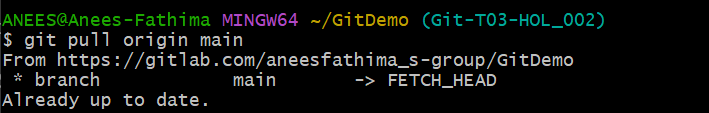 ANEES@Anees-Fathima MINGW64 ~/GitDemo (Git-T03-HOL_002)
$ git pull origin main
From https://gitlab.com/aneesfathima_s-group/GitDemo
 * branch            main       -> FETCH_HEAD
Already up to date.